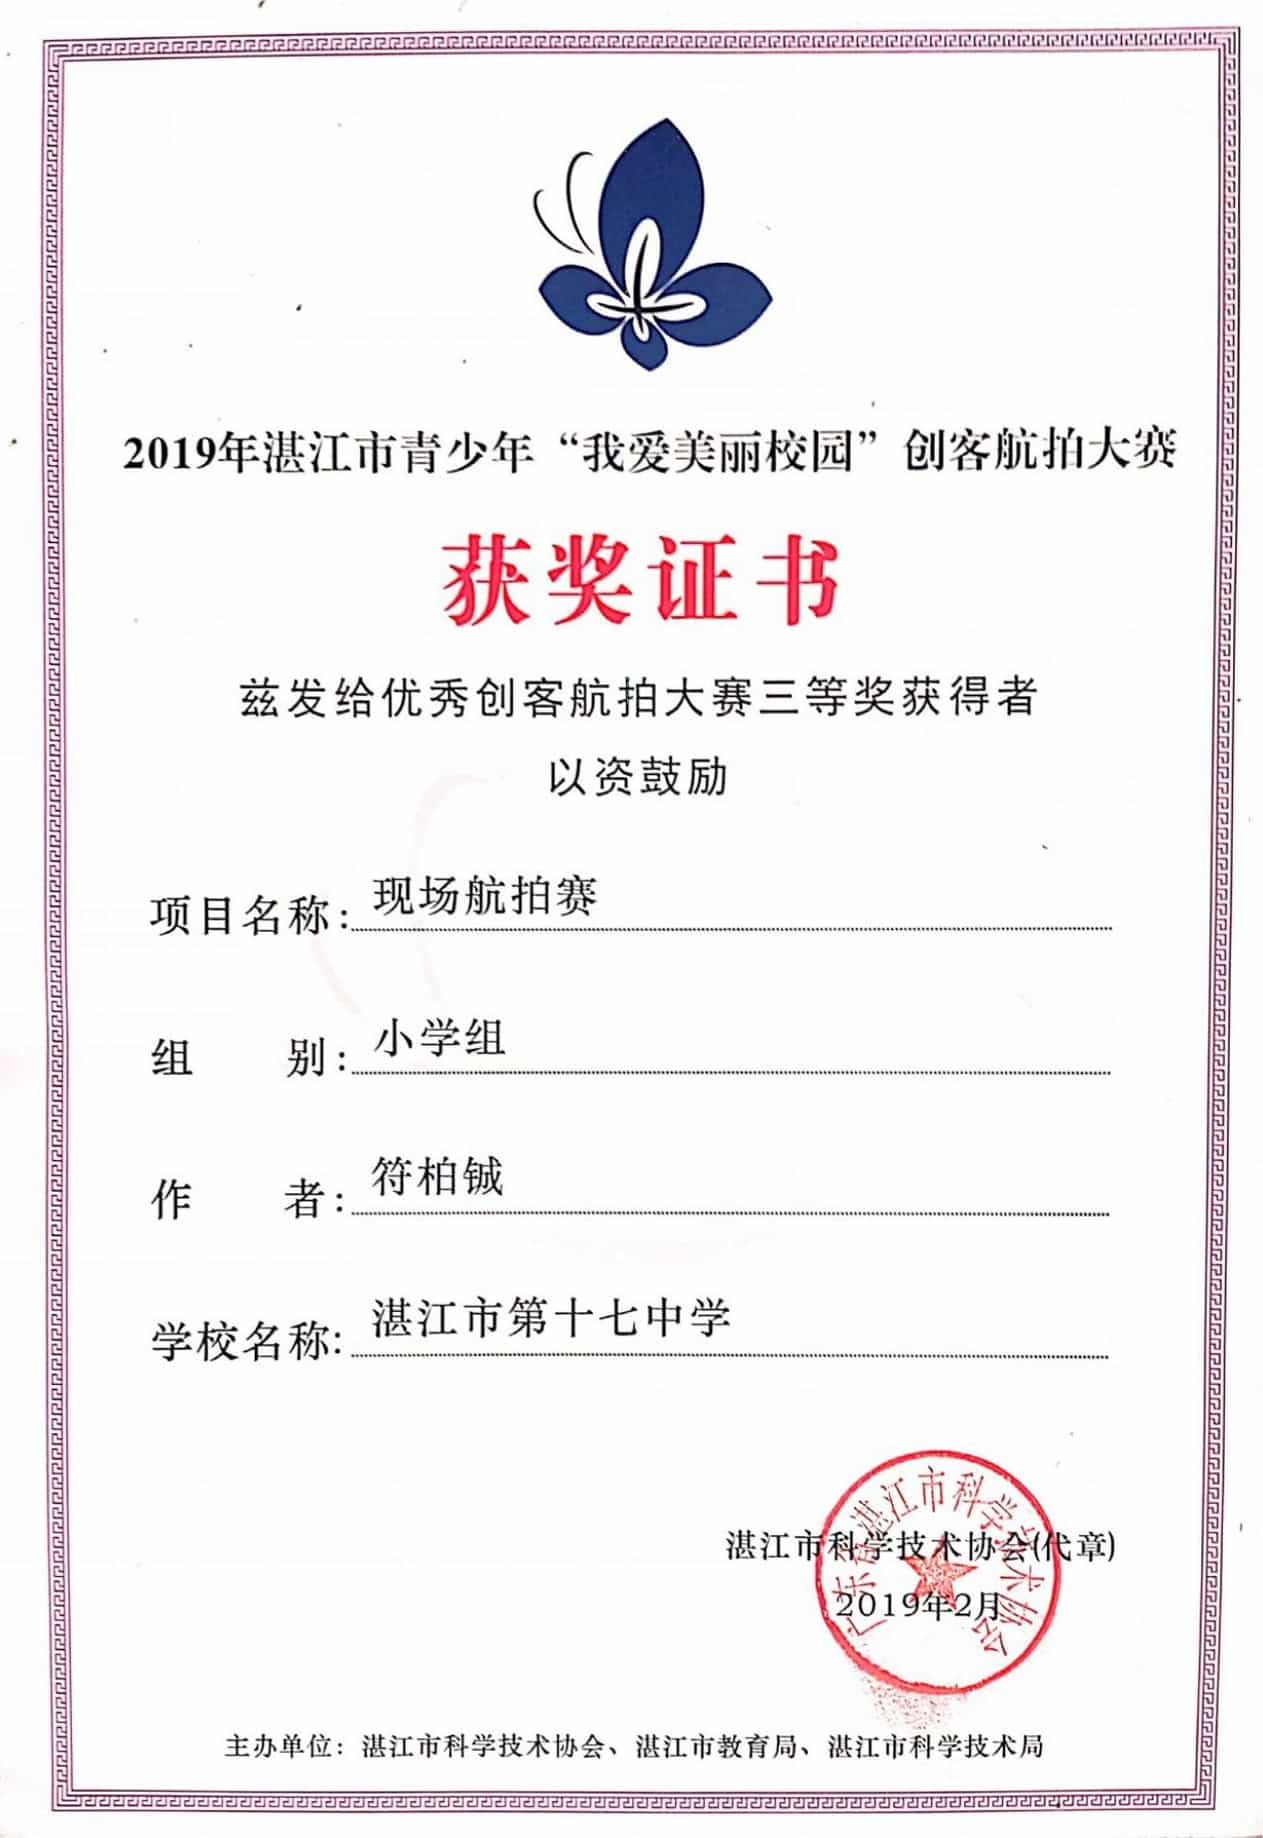 2019年湛江市青少年“我爱美丽校园”创客航拍大赛
获奖证书
兹发给优秀创客航拍大赛三等奖获得者
以资鼓励
项目名称:现场航拍赛
组 别:小学组
作 者:符柏铖
学校名称:湛江市第十七中学
广东省湛江市科学技术协会
湛江市科学技术协会(代章)
2019年2月
主办单位：湛江市科学技术协会、湛江市教育局、湛江市科学技术局